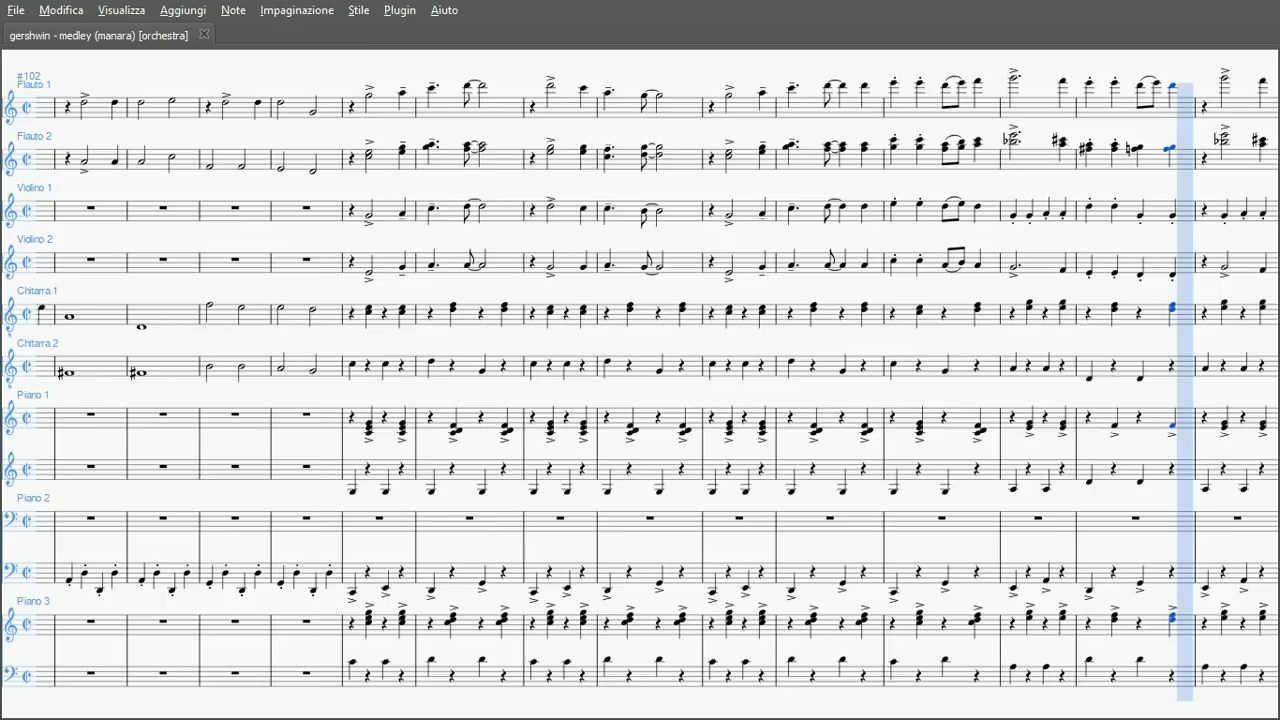 File Modifica Visualizza Aggiungi Note Impaginazione Stile Plugin Aiuto
gershwin - medley (manara) [orchestra]
#102
Flauto 1
Flauto 2
Violino 1
Violino 2
Chitarra 1
Chitarra 2
Piano 1
Piano 2
Piano 3